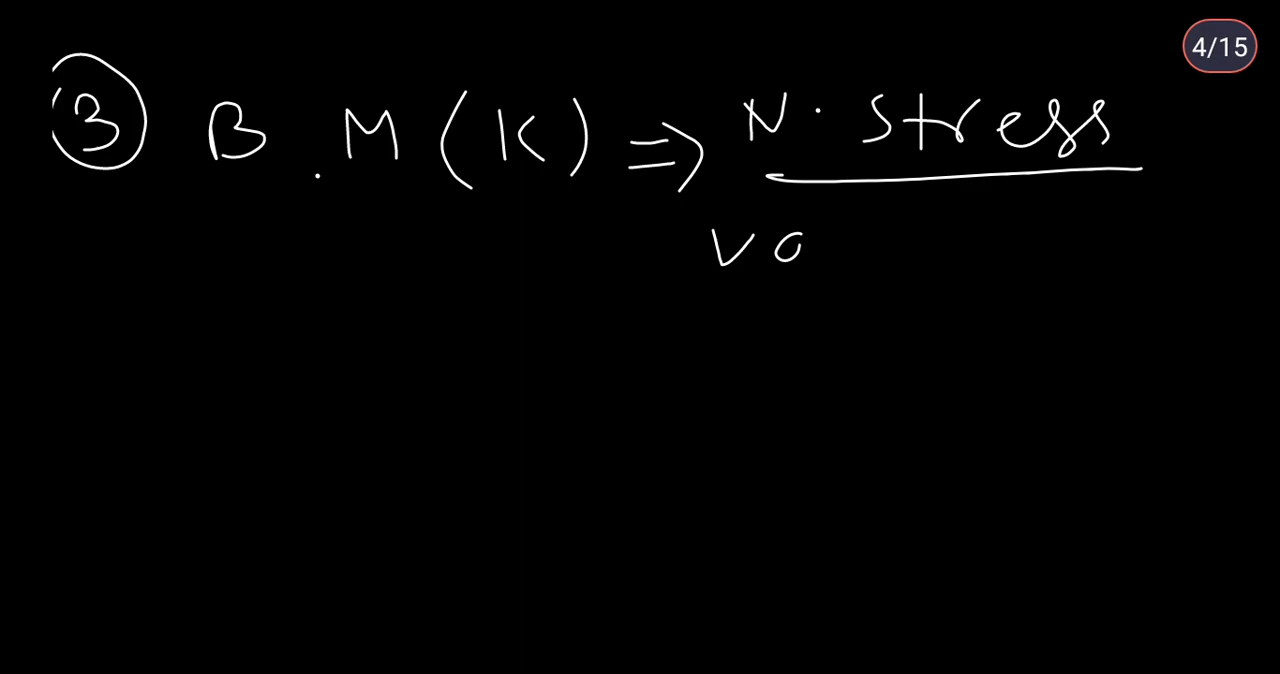 4/15
③ B. M (K) ⇒ N. Stress
Vo